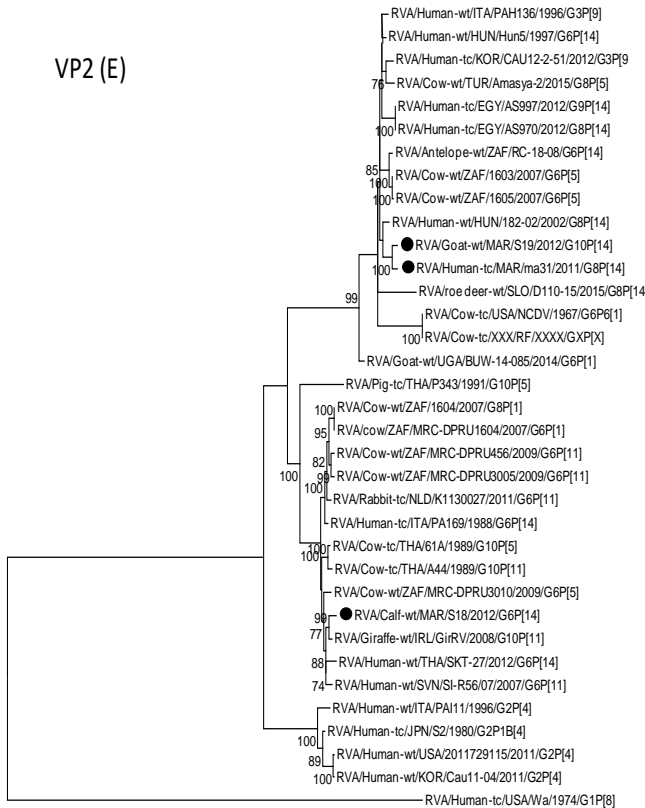 VP2 (E)
RVA/Human-wt/ITA/PAH136/1996/G3P[9]
RVA/Human-wt/HUN/Hun5/1997/G6P[14]
RVA/Human-tc/KOR/CAU12-2-51/2012/G3P[9
76
RVA/Cow-wt/TUR/Amasya-2/2015/G8P[5]
RVA/Human-tc/EGY/AS997/2012/G9P[14]
100
RVA/Human-tc/EGY/AS970/2012/G8P[14]
RVA/Antelope-wt/ZAF/RC-18-08/G6P[14]
85
RVA/Cow-wt/ZAF/1603/2007/G6P[5]
100
RVA/Cow-wt/ZAF/1605/2007/G6P[5]
100
RVA/Human-wt/HUN/182-02/2002/G8P[14]
RVA/Goat-wt/MAR/S19/2012/G10P[14]
100
RVA/Human-tc/MAR/ma31/2011/G8P[14]
RVA/roe deer-wt/SLO/D110-15/2015/G8P[14
99
RVA/Cow-tc/USA/NCDV/1967/G6P6[1]
100
RVA/Cow-tc/XXX/RF/XXXX/GXP[X]
RVA/Goat-wt/UGA/BUW-14-085/2014/G6P[1]
RVA/Pig-tc/THA/P343/1991/G10P[5]
100
RVA/Cow-wt/ZAF/1604/2007/G8P[1]
95
RVA/cow/ZAF/MRC-DPRU1604/2007/G6P[1]
RVA/Cow-wt/ZAF/MRC-DPRU456/2009/G6P[11]
82
100
99
RVA/Cow-wt/ZAF/MRC-DPRU3005/2009/G6P[11]
100
RVA/Rabbit-tc/NLD/K1130027/2011/G6P[11]
RVA/Human-tc/ITA/PA169/1988/G6P[14]
100
RVA/Cow-tc/THA/61A/1989/G10P[5]
100
RVA/Cow-tc/THA/A44/1989/G10P[11]
RVA/Cow-wt/ZAF/MRC-DPRU3010/2009/G6P[5]
99
RVA/Calf-wt/MAR/S18/2012/G6P[14]
77
RVA/Giraffe-wt/IRL/GirRV/2008/G10P[11]
88
RVA/Human-wt/THA/SKT-27/2012/G6P[14]
74
RVA/Human-wt/SVN/SI-R56/07/2007/G6P[11]
RVA/Human-wt/ITA/PAI11/1996/G2P[4]
RVA/Human-tc/JPN/S2/1980/G2P1B[4]
100
RVA/Human-wt/USA/2011729115/2011/G2P[4]
89
RVA/Human-wt/KOR/Cau11-04/2011/G2P[4]
100
RVA/Human-tc/USA/Wa/1974/G1P[8]